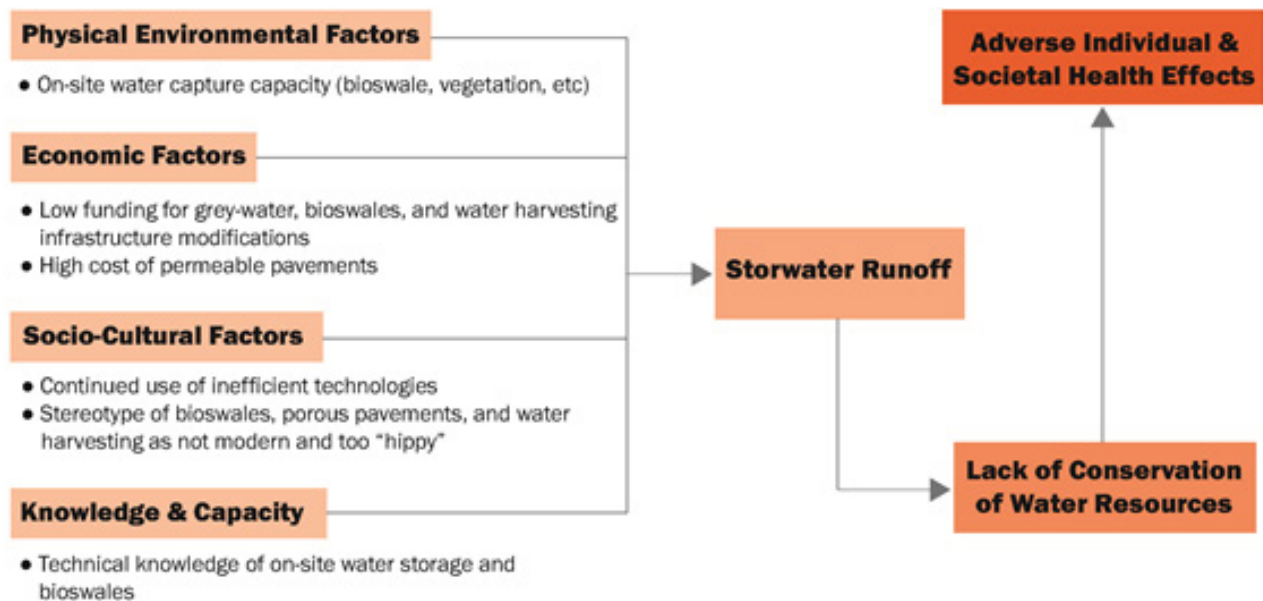 Physical Environmental Factors
● On-site water capture capacity (bioswale, vegetation, etc)
Economic Factors
● Low funding for grey-water, bioswales, and water harvesting
infrastructure modifications
● High cost of permeable pavements
Socio-Cultural Factors
● Continued use of inefficient technologies
● Stereotype of bioswales, porous pavements, and water
harvesting as not modern and too “hippy”
Knowledge & Capacity
● Technical knowledge of on-site water storage and
bioswales
Storwater Runoff
Lack of Conservation
of Water Resources
Adverse Individual &
Societal Health Effects